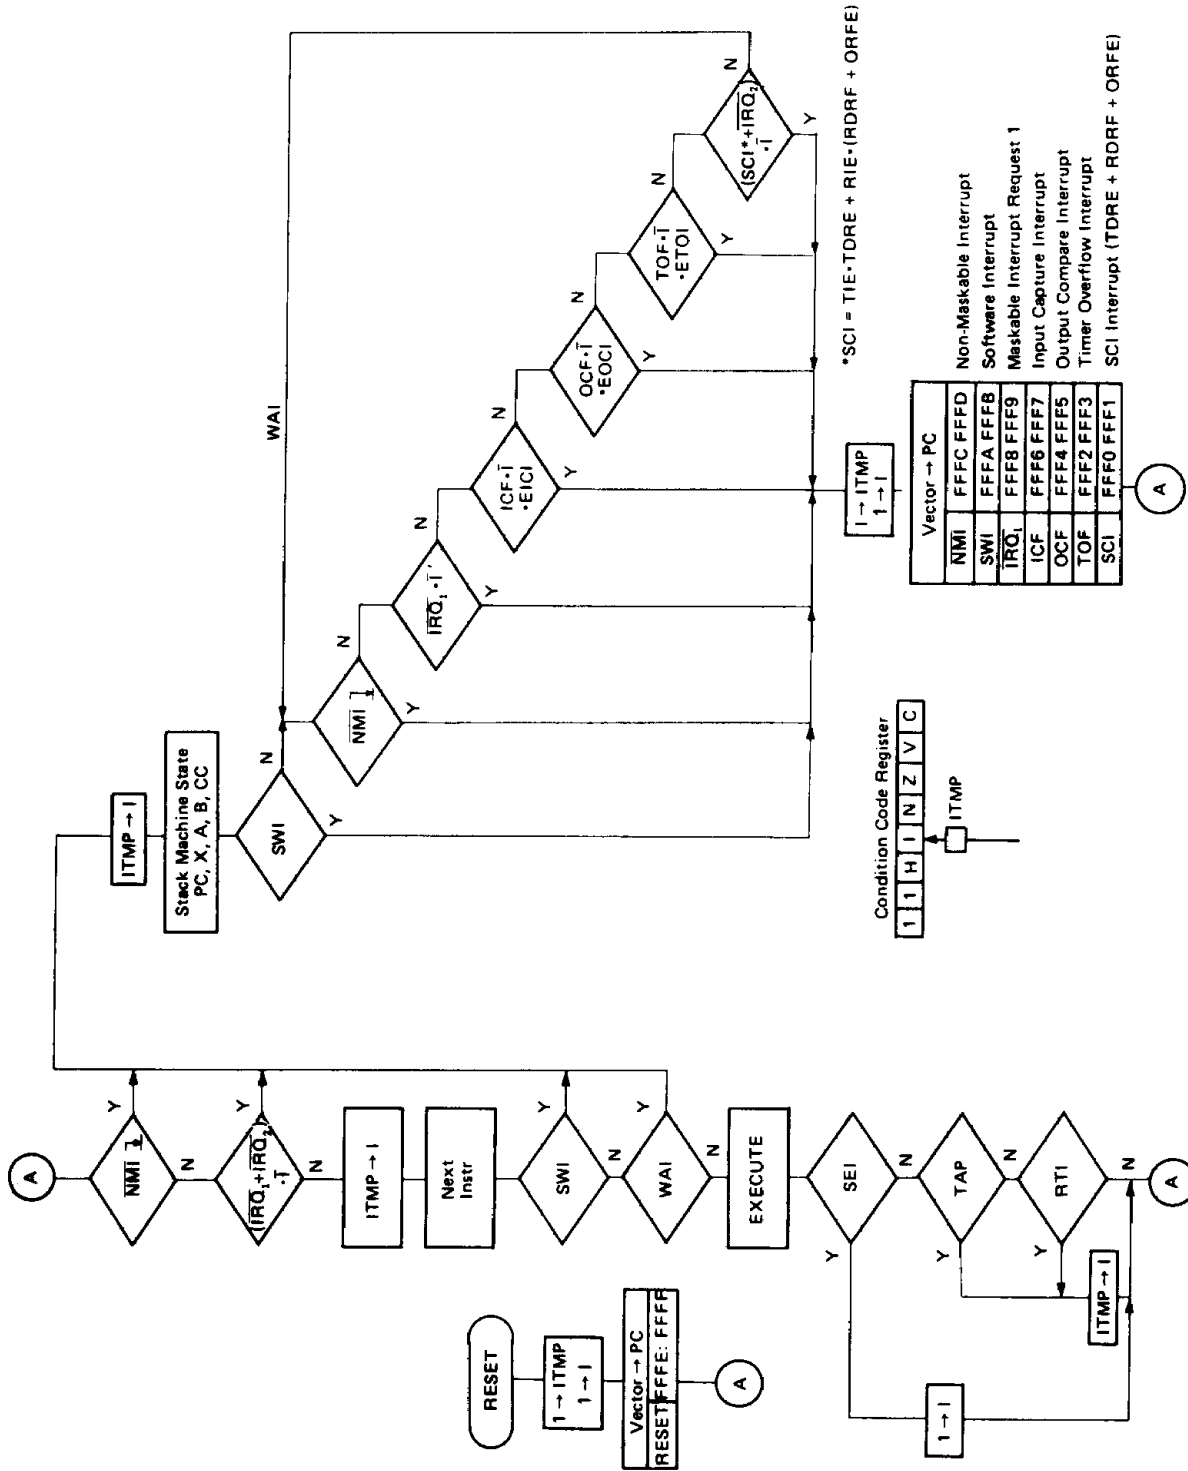 A
NMI
Y
N
(IRQ1+IRQ2)
·I
Y
N
ITMP → I
Next
Instr
SWI
Y
N
WAI
Y
N
EXECUTE
SEI
Y
N
TAP
Y
N
RTI
Y
N
A
1 → I
ITMP → I
RESET
1 → ITMP
1 → I
Vector → PC
RESET FFFE: FFFF
A
ITMP → I
Stack Machine State
PC, X, A, B, CC
SWI
N
Y
WAI
NMI
N
Y
IRQ1 · I
N
Y
ICF·I
·EICI
N
Y
OCF·I
·EOCI
N
Y
TOF·I
·ETOI
N
Y
(SCI*+IRQ2)
·I
N
Y
*SCI = TIE·TDRE + RIE·(RDRF + ORFE)
I → ITMP
1 → I
Vector → PC
NMI FFFC FFFD Non-Maskable Interrupt
SWI FFFA FFFB Software Interrupt
IRQ1 FFF8 FFF9 Maskable Interrupt Request 1
ICF FFF6 FFF7 Input Capture Interrupt
OCF FFF4 FFF5 Output Compare Interrupt
TOF FFF2 FFF3 Timer Overflow Interrupt
SCI FFF0 FFF1 SCI Interrupt (TDRE + RDRF + ORFE)
A
Condition Code Register
1 1 H I N Z V C
ITMP